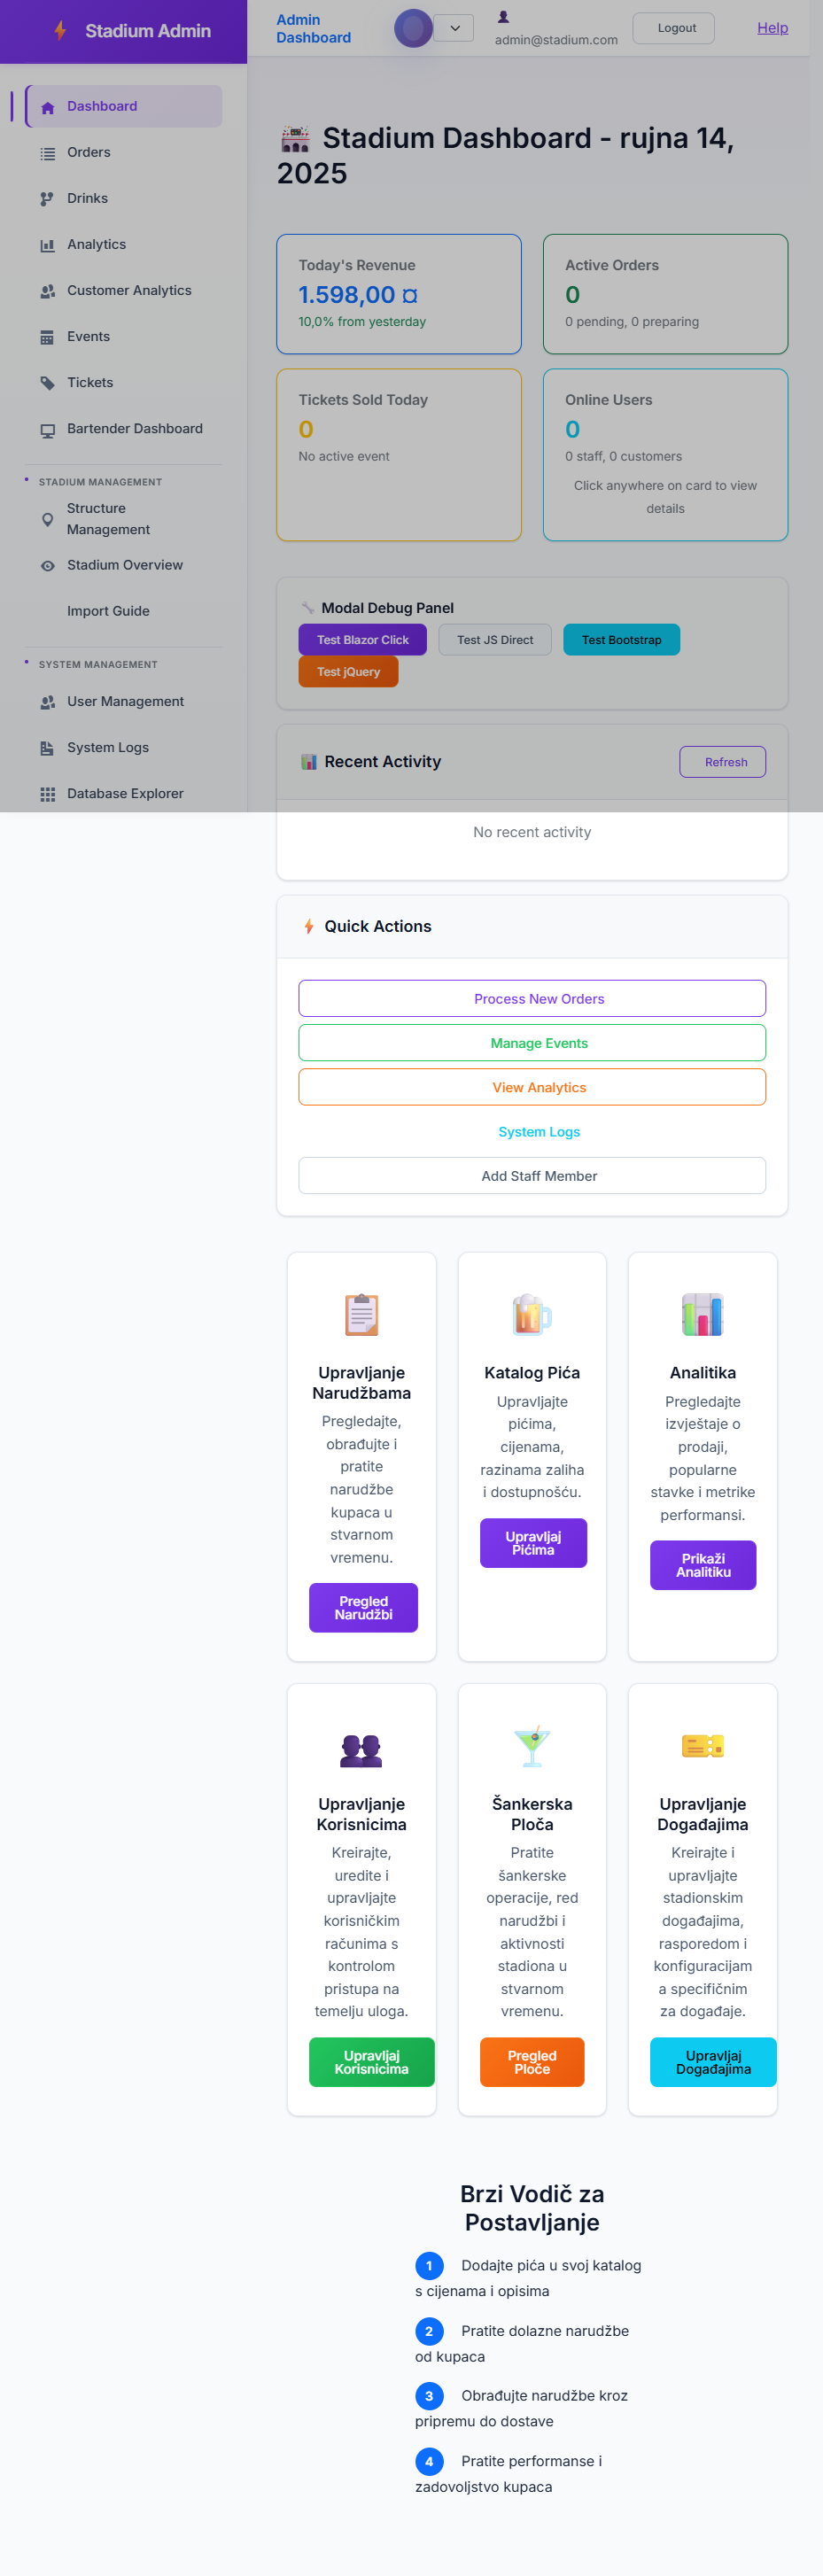 Stadium Admin
Admin
Dashboard
admin@stadium.com
Logout
Help
Dashboard
Orders
Drinks
Analytics
Customer Analytics
Events
Tickets
Bartender Dashboard
STADIUM MANAGEMENT
Structure
Management
Stadium Overview
Import Guide
SYSTEM MANAGEMENT
User Management
System Logs
Database Explorer
Stadium Dashboard - rujna 14,
2025
Today's Revenue
1.598,00 ¤
10,0% from yesterday
Active Orders
0
0 pending, 0 preparing
Tickets Sold Today
0
No active event
Online Users
0
0 staff, 0 customers
Click anywhere on card to view
details
Modal Debug Panel
Test Blazor Click
Test JS Direct
Test Bootstrap
Test jQuery
Recent Activity
Refresh
No recent activity
Quick Actions
Process New Orders
Manage Events
View Analytics
System Logs
Add Staff Member
Upravljanje
Narudžbama
Pregledajte,
obrađujte i
pratite
narudžbe
kupaca u
stvarnom
vremenu.
Pregled
Narudžbi
Katalog Pića
Upravljajte
pićima,
cijenama,
razinama zaliha
i dostupnošću.
Upravljaj
Pićima
Analitika
Pregledajte
izvještaje o
prodaji,
popularne
stavke i metrike
performansi.
Prikaži
Analitiku
Upravljanje
Korisnicima
Kreirajte,
uredite i
upravljajte
korisničkim
računima s
kontrolom
pristupa na
temelju uloga.
Upravljaj
Korisnicima
Šankerska
Ploča
Pratite
šankerske
operacije, red
narudžbi i
aktivnosti
stadiona u
stvarnom
vremenu.
Pregled
Ploče
Upravljanje
Događajima
Kreirajte i
upravljajte
stadionskim
događajima,
rasporedom i
konfiguracijam
a specifičnim
za događaje.
Upravljaj
Događajima
Brzi Vodič za
Postavljanje
1 Dodajte pića u svoj katalog
s cijenama i opisima
2 Pratite dolazne narudžbe
od kupaca
3 Obrađujte narudžbe kroz
pripremu do dostave
4 Pratite performanse i
zadovoljstvo kupaca